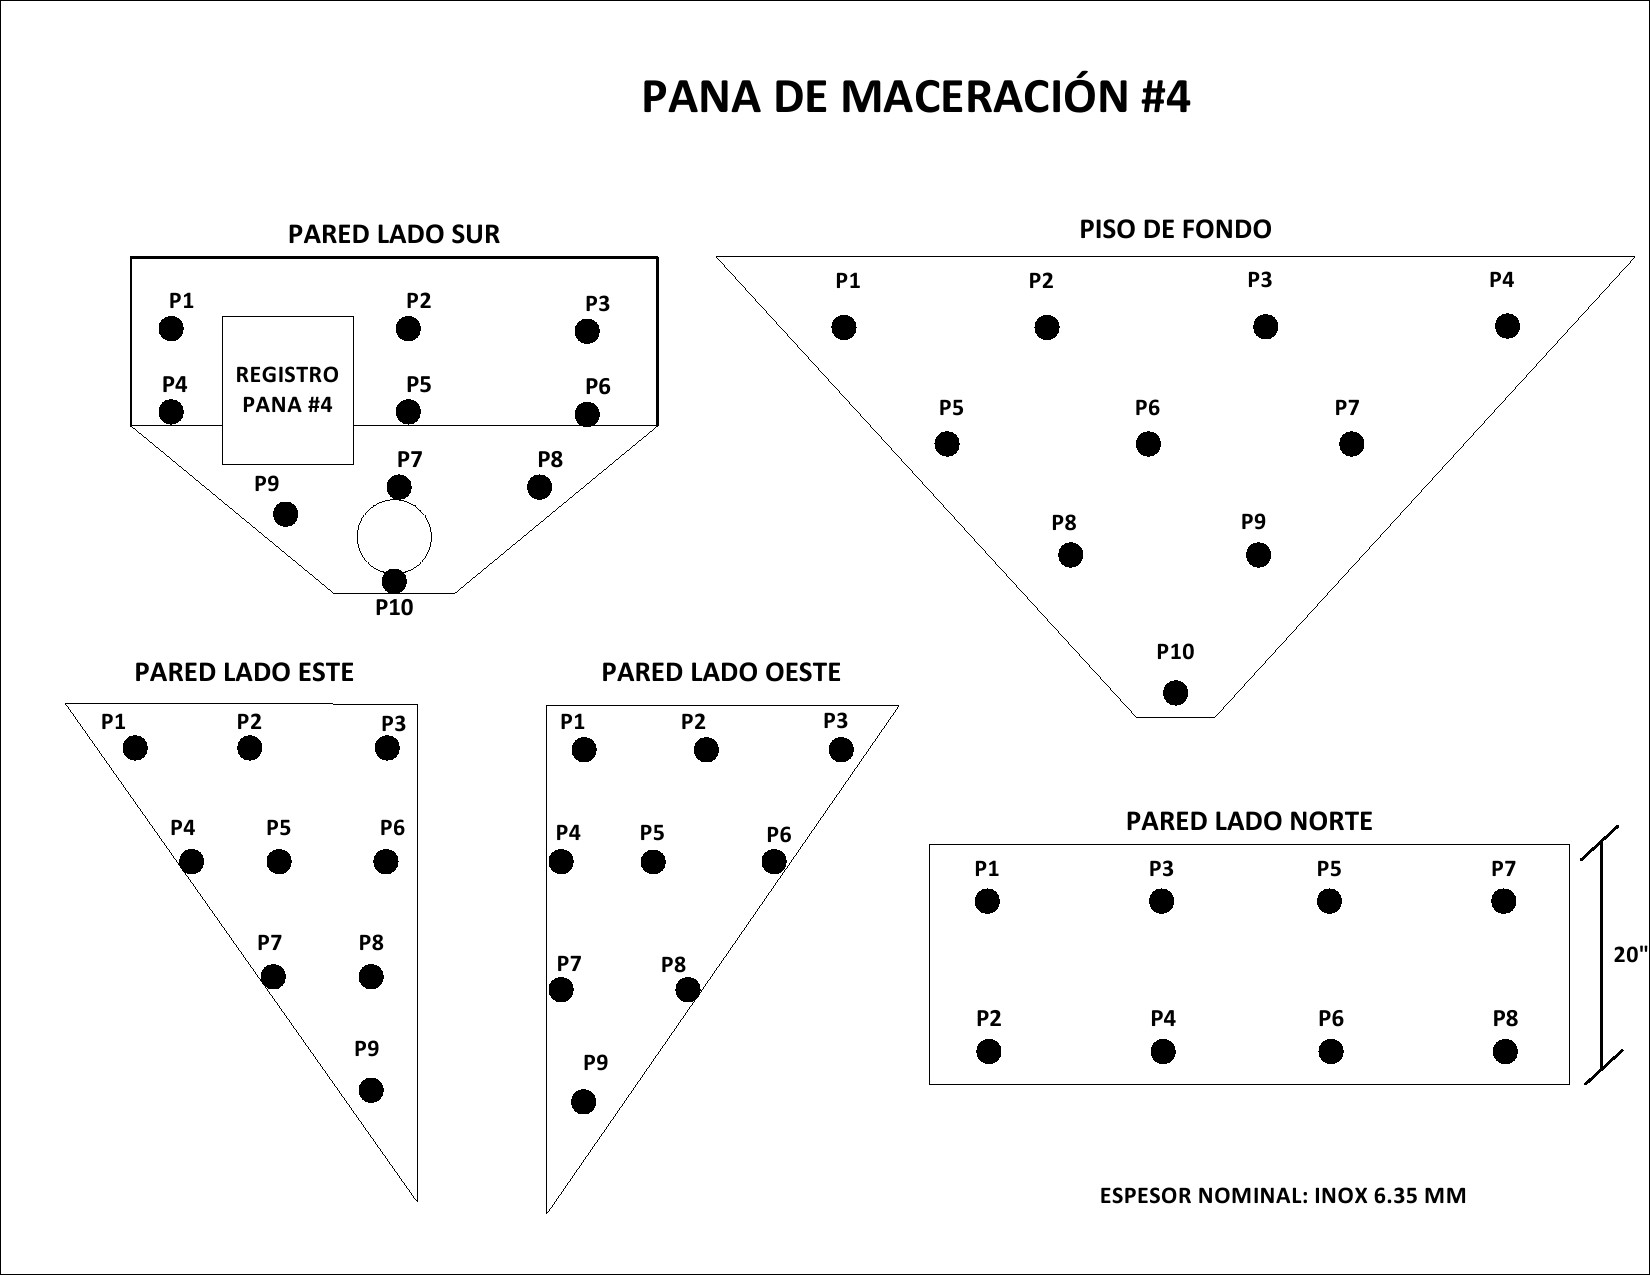 PANA DE MACERACIÓN #4
PARED LADO SUR
P1
P2
P3
P4
P5
P6
REGISTRO
PANA #4
P7
P8
P9
P10
PISO DE FONDO
P1
P2
P3
P4
P5
P6
P7
P8
P9
P10
PARED LADO ESTE
P1
P2
P3
P4
P5
P6
P7
P8
P9
PARED LADO OESTE
P1
P2
P3
P4
P5
P6
P7
P8
P9
PARED LADO NORTE
P1
P3
P5
P7
20"
P2
P4
P6
P8
ESPESOR NOMINAL: INOX 6.35 MM